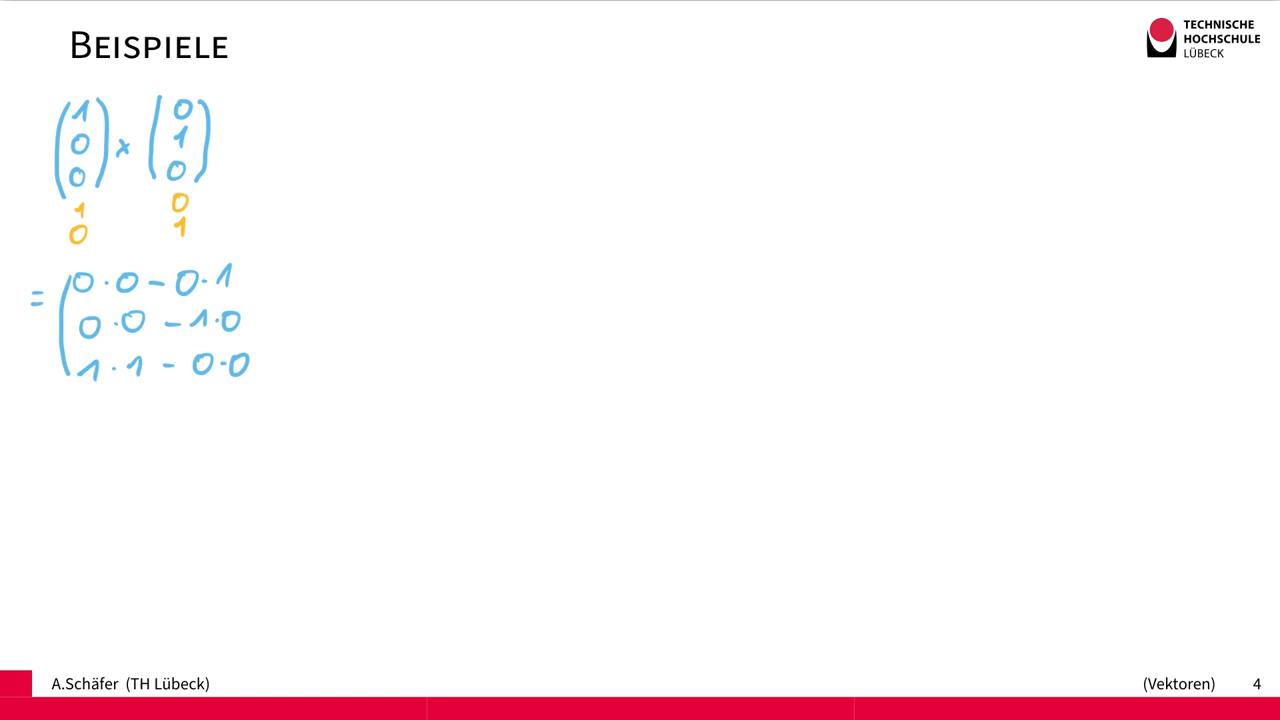 BEISPIELE
TECHNISCHE
HOCHSCHULE
LÜBECK
1 0
0 × 1
0 0
1 0
0 1
= 0 · 0 - 0 · 1
0 · 0 - 1 · 0
1 · 1 - 0 · 0
A.Schäfer (TH Lübeck) (Vektoren) 4